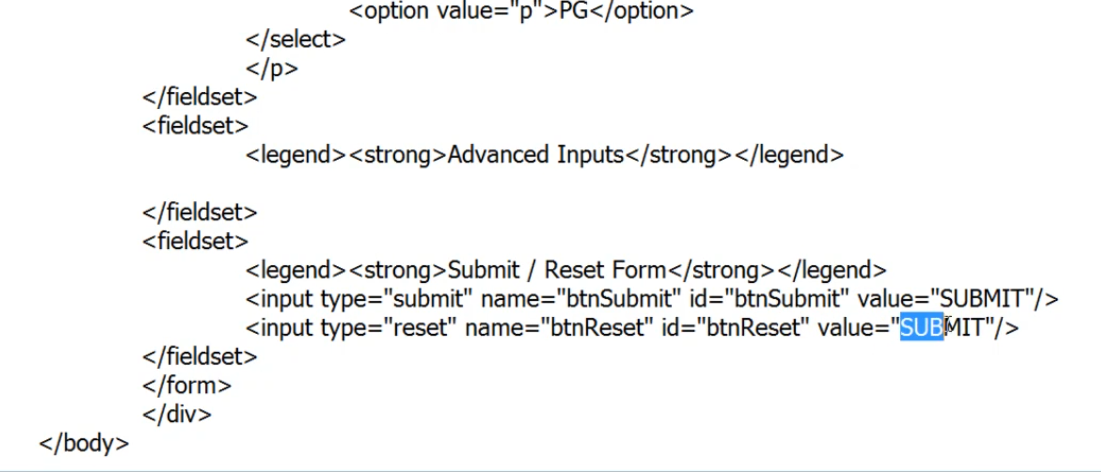 <option value="p">PG</option>
</select>
</p>
</fieldset>
<fieldset>
<legend><strong>Advanced Inputs</strong></legend>
</fieldset>
<fieldset>
<legend><strong>Submit / Reset Form</strong></legend>
<input type="submit" name="btnSubmit" id="btnSubmit" value="SUBMIT"/>
<input type="reset" name="btnReset" id="btnReset" value="SUBMIT"/>
</fieldset>
</form>
</div>
</body>